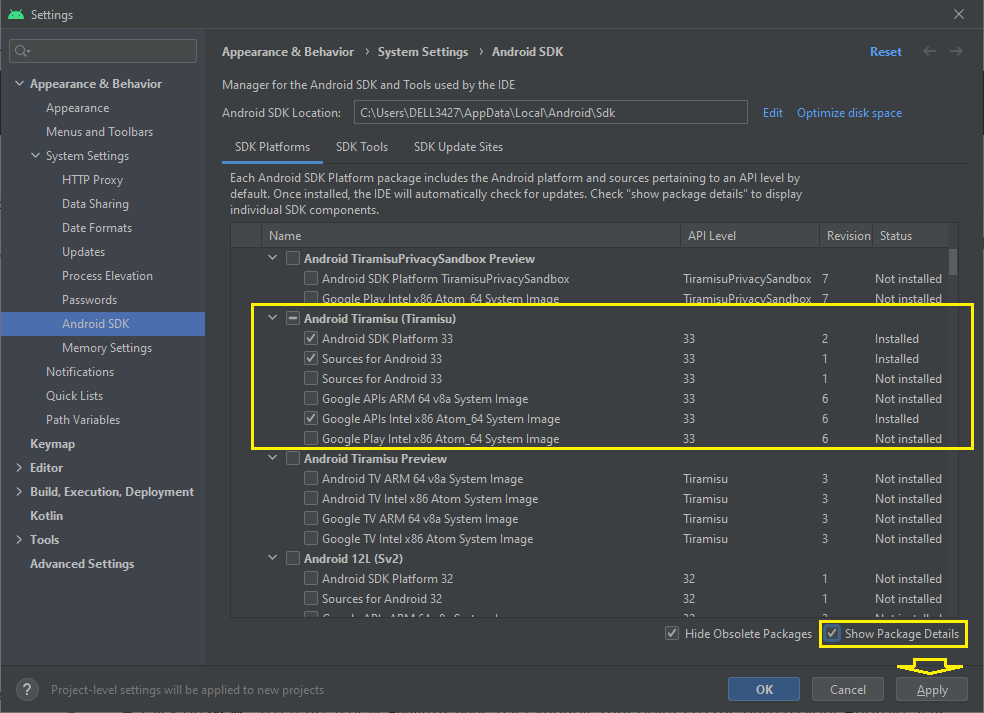 Settings
Appearance & Behavior › System Settings › Android SDK
Reset
Manager for the Android SDK and Tools used by the IDE
Android SDK Location: C:\Users\DELL3427\AppData\Local\Android\Sdk Edit Optimize disk space
Appearance & Behavior
Appearance
Menus and Toolbars
System Settings
HTTP Proxy
Data Sharing
Date Formats
Updates
Process Elevation
Passwords
Android SDK
Memory Settings
Notifications
Quick Lists
Path Variables
Keymap
Editor
Build, Execution, Deployment
Kotlin
Tools
Advanced Settings
SDK Platforms SDK Tools SDK Update Sites
Each Android SDK Platform package includes the Android platform and sources pertaining to an API level by
default. Once installed, the IDE will automatically check for updates. Check "show package details" to display
individual SDK components.
Name API Level Revision Status
Android TiramisuPrivacySandbox Preview
Android SDK Platform TiramisuPrivacySandbox TiramisuPrivacySandbox 7 Not installed
Google Play Intel x86 Atom_64 System Image TiramisuPrivacySandbox 7 Not installed
Android Tiramisu (Tiramisu)
Android SDK Platform 33 33 2 Installed
Sources for Android 33 33 1 Installed
Sources for Android 33 33 1 Not installed
Google APIs ARM 64 v8a System Image 33 6 Not installed
Google APIs Intel x86 Atom_64 System Image 33 6 Installed
Google Play Intel x86 Atom_64 System Image 33 6 Not installed
Android Tiramisu Preview
Android TV ARM 64 v8a System Image Tiramisu 3 Not installed
Android TV Intel x86 Atom System Image Tiramisu 3 Not installed
Google TV ARM 64 v8a System Image Tiramisu 3 Not installed
Google TV Intel x86 Atom System Image Tiramisu 3 Not installed
Android 12L (Sv2)
Android SDK Platform 32 32 1 Not installed
Sources for Android 32 32 1 Not installed
Hide Obsolete Packages Show Package Details
? Project-level settings will be applied to new projects
OK Cancel Apply